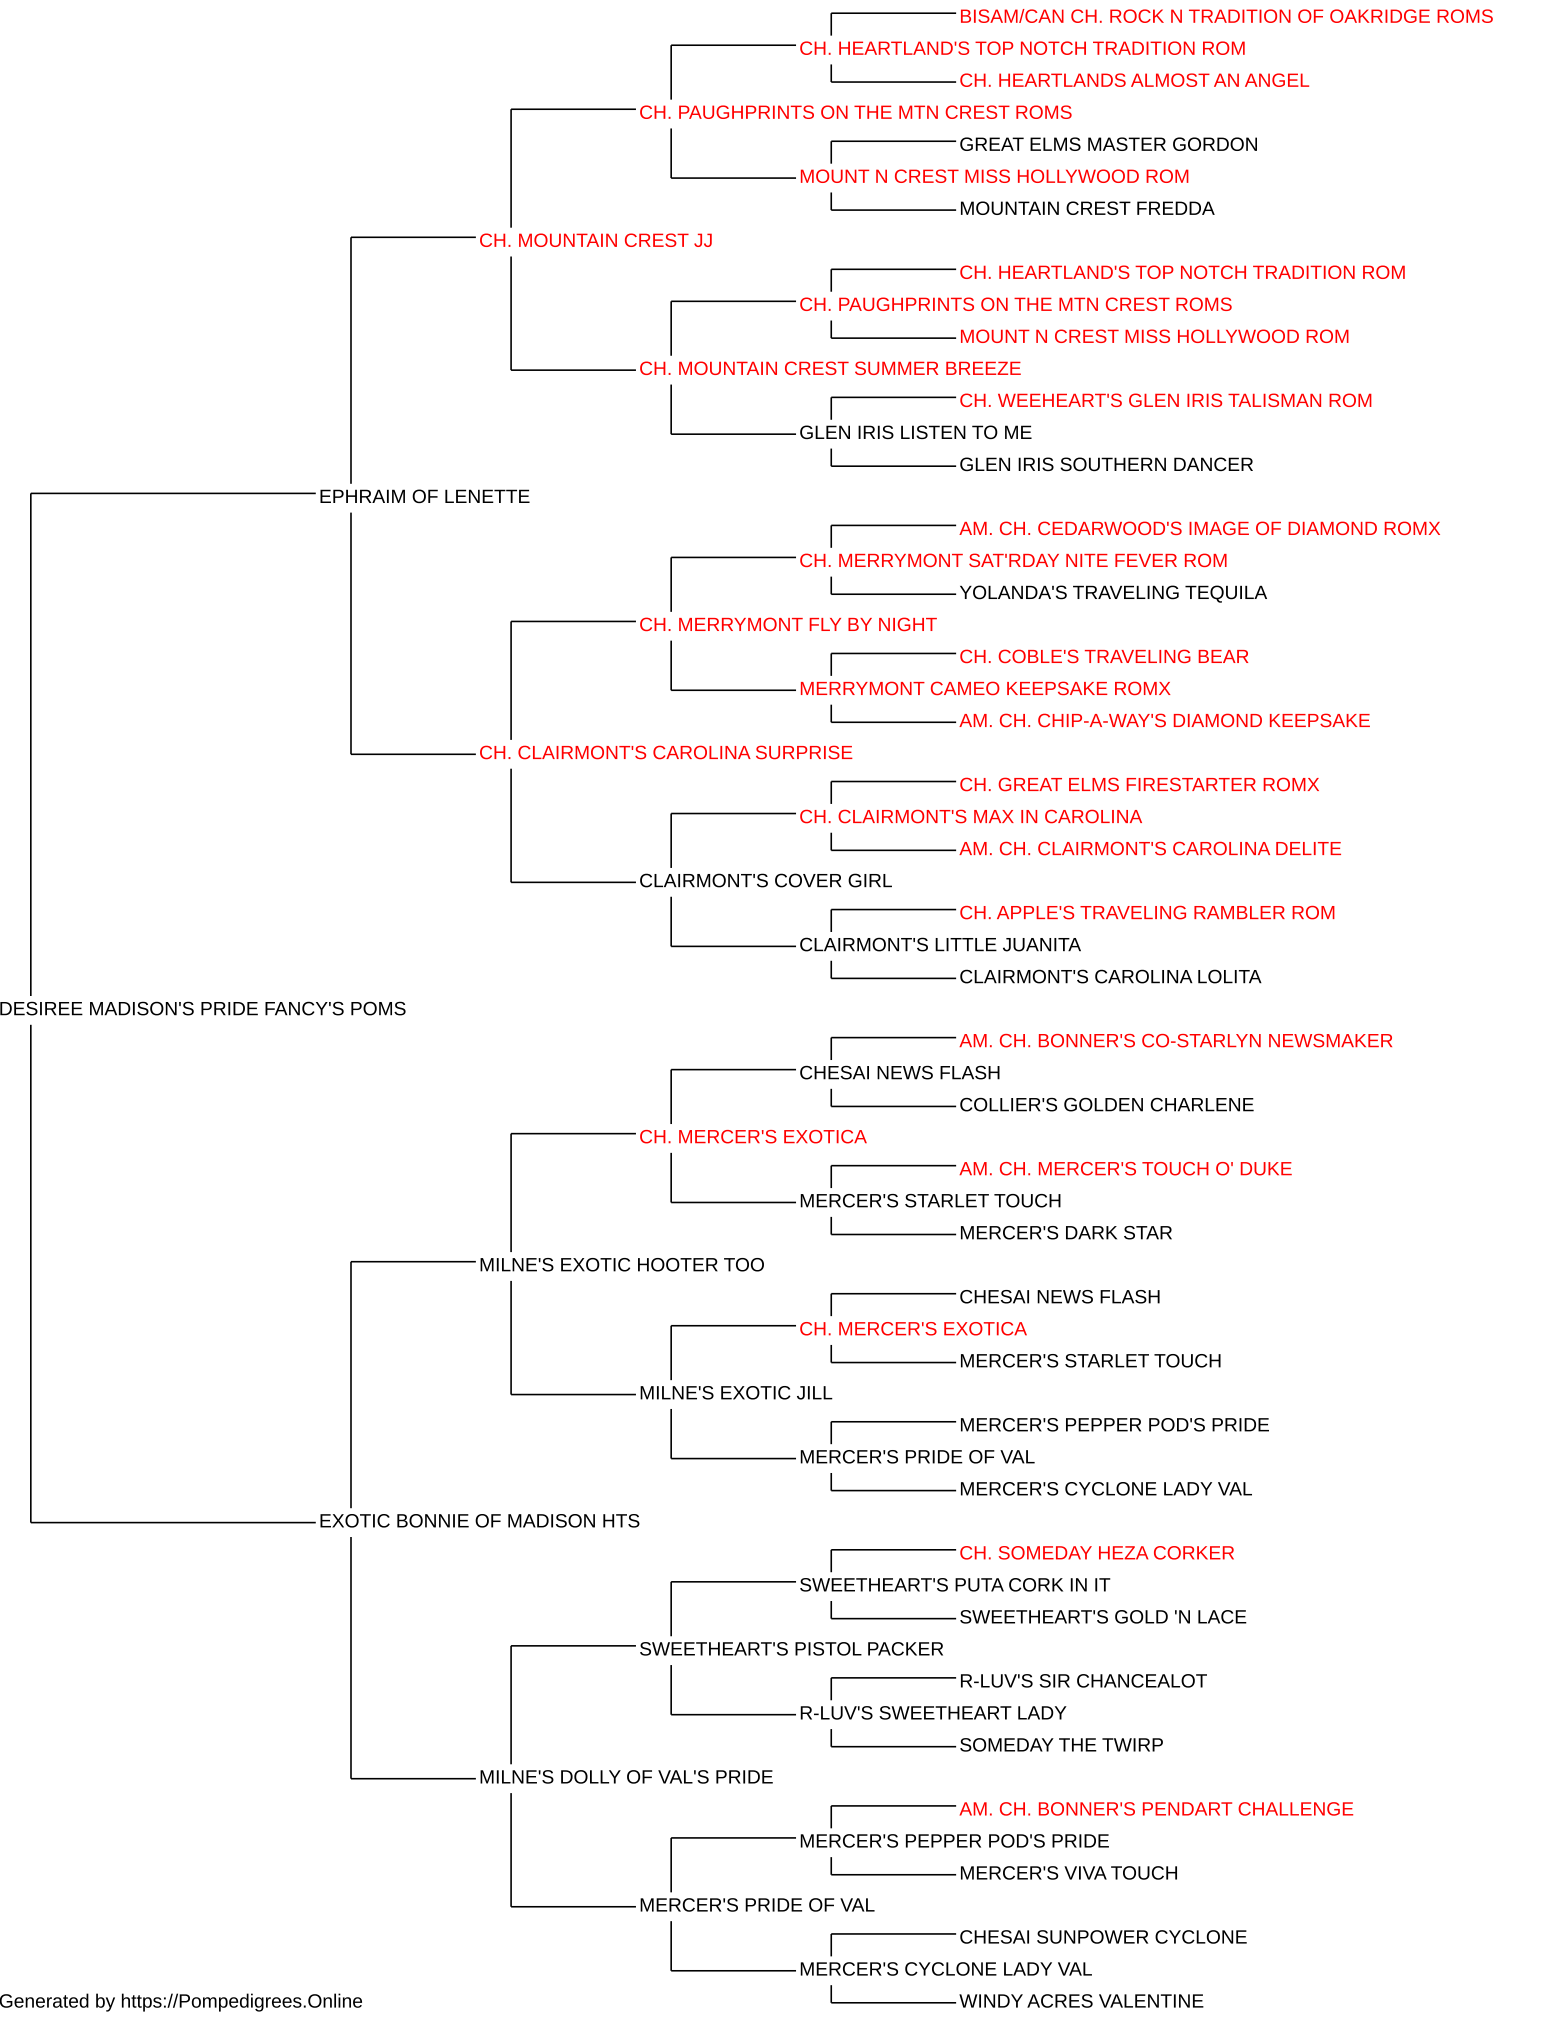 BISAM/CAN CH. ROCK N TRADITION OF OAKRIDGE ROMS
CH. HEARTLAND'S TOP NOTCH TRADITION ROM
CH. HEARTLANDS ALMOST AN ANGEL
CH. PAUGHPRINTS ON THE MTN CREST ROMS
GREAT ELMS MASTER GORDON
MOUNT N CREST MISS HOLLYWOOD ROM
MOUNTAIN CREST FREDDA
CH. MOUNTAIN CREST JJ
CH. HEARTLAND'S TOP NOTCH TRADITION ROM
CH. PAUGHPRINTS ON THE MTN CREST ROMS
MOUNT N CREST MISS HOLLYWOOD ROM
CH. MOUNTAIN CREST SUMMER BREEZE
CH. WEEHEART'S GLEN IRIS TALISMAN ROM
GLEN IRIS LISTEN TO ME
GLEN IRIS SOUTHERN DANCER
EPHRAIM OF LENETTE
AM. CH. CEDARWOOD'S IMAGE OF DIAMOND ROMX
CH. MERRYMONT SAT'RDAY NITE FEVER ROM
YOLANDA'S TRAVELING TEQUILA
CH. MERRYMONT FLY BY NIGHT
CH. COBLE'S TRAVELING BEAR
MERRYMONT CAMEO KEEPSAKE ROMX
AM. CH. CHIP-A-WAY'S DIAMOND KEEPSAKE
CH. CLAIRMONT'S CAROLINA SURPRISE
CH. GREAT ELMS FIRESTARTER ROMX
CH. CLAIRMONT'S MAX IN CAROLINA
AM. CH. CLAIRMONT'S CAROLINA DELITE
CLAIRMONT'S COVER GIRL
CH. APPLE'S TRAVELING RAMBLER ROM
CLAIRMONT'S LITTLE JUANITA
CLAIRMONT'S CAROLINA LOLITA
DESIREE MADISON'S PRIDE FANCY'S POMS
AM. CH. BONNER'S CO-STARLYN NEWSMAKER
CHESAI NEWS FLASH
COLLIER'S GOLDEN CHARLENE
CH. MERCER'S EXOTICA
AM. CH. MERCER'S TOUCH O' DUKE
MERCER'S STARLET TOUCH
MERCER'S DARK STAR
MILNE'S EXOTIC HOOTER TOO
CHESAI NEWS FLASH
CH. MERCER'S EXOTICA
MERCER'S STARLET TOUCH
MILNE'S EXOTIC JILL
MERCER'S PEPPER POD'S PRIDE
MERCER'S PRIDE OF VAL
MERCER'S CYCLONE LADY VAL
EXOTIC BONNIE OF MADISON HTS
CH. SOMEDAY HEZA CORKER
SWEETHEART'S PUTA CORK IN IT
SWEETHEART'S GOLD 'N LACE
SWEETHEART'S PISTOL PACKER
R-LUV'S SIR CHANCEALOT
R-LUV'S SWEETHEART LADY
SOMEDAY THE TWIRP
MILNE'S DOLLY OF VAL'S PRIDE
AM. CH. BONNER'S PENDART CHALLENGE
MERCER'S PEPPER POD'S PRIDE
MERCER'S VIVA TOUCH
MERCER'S PRIDE OF VAL
CHESAI SUNPOWER CYCLONE
MERCER'S CYCLONE LADY VAL
WINDY ACRES VALENTINE
Generated by https://Pompedigrees.Online